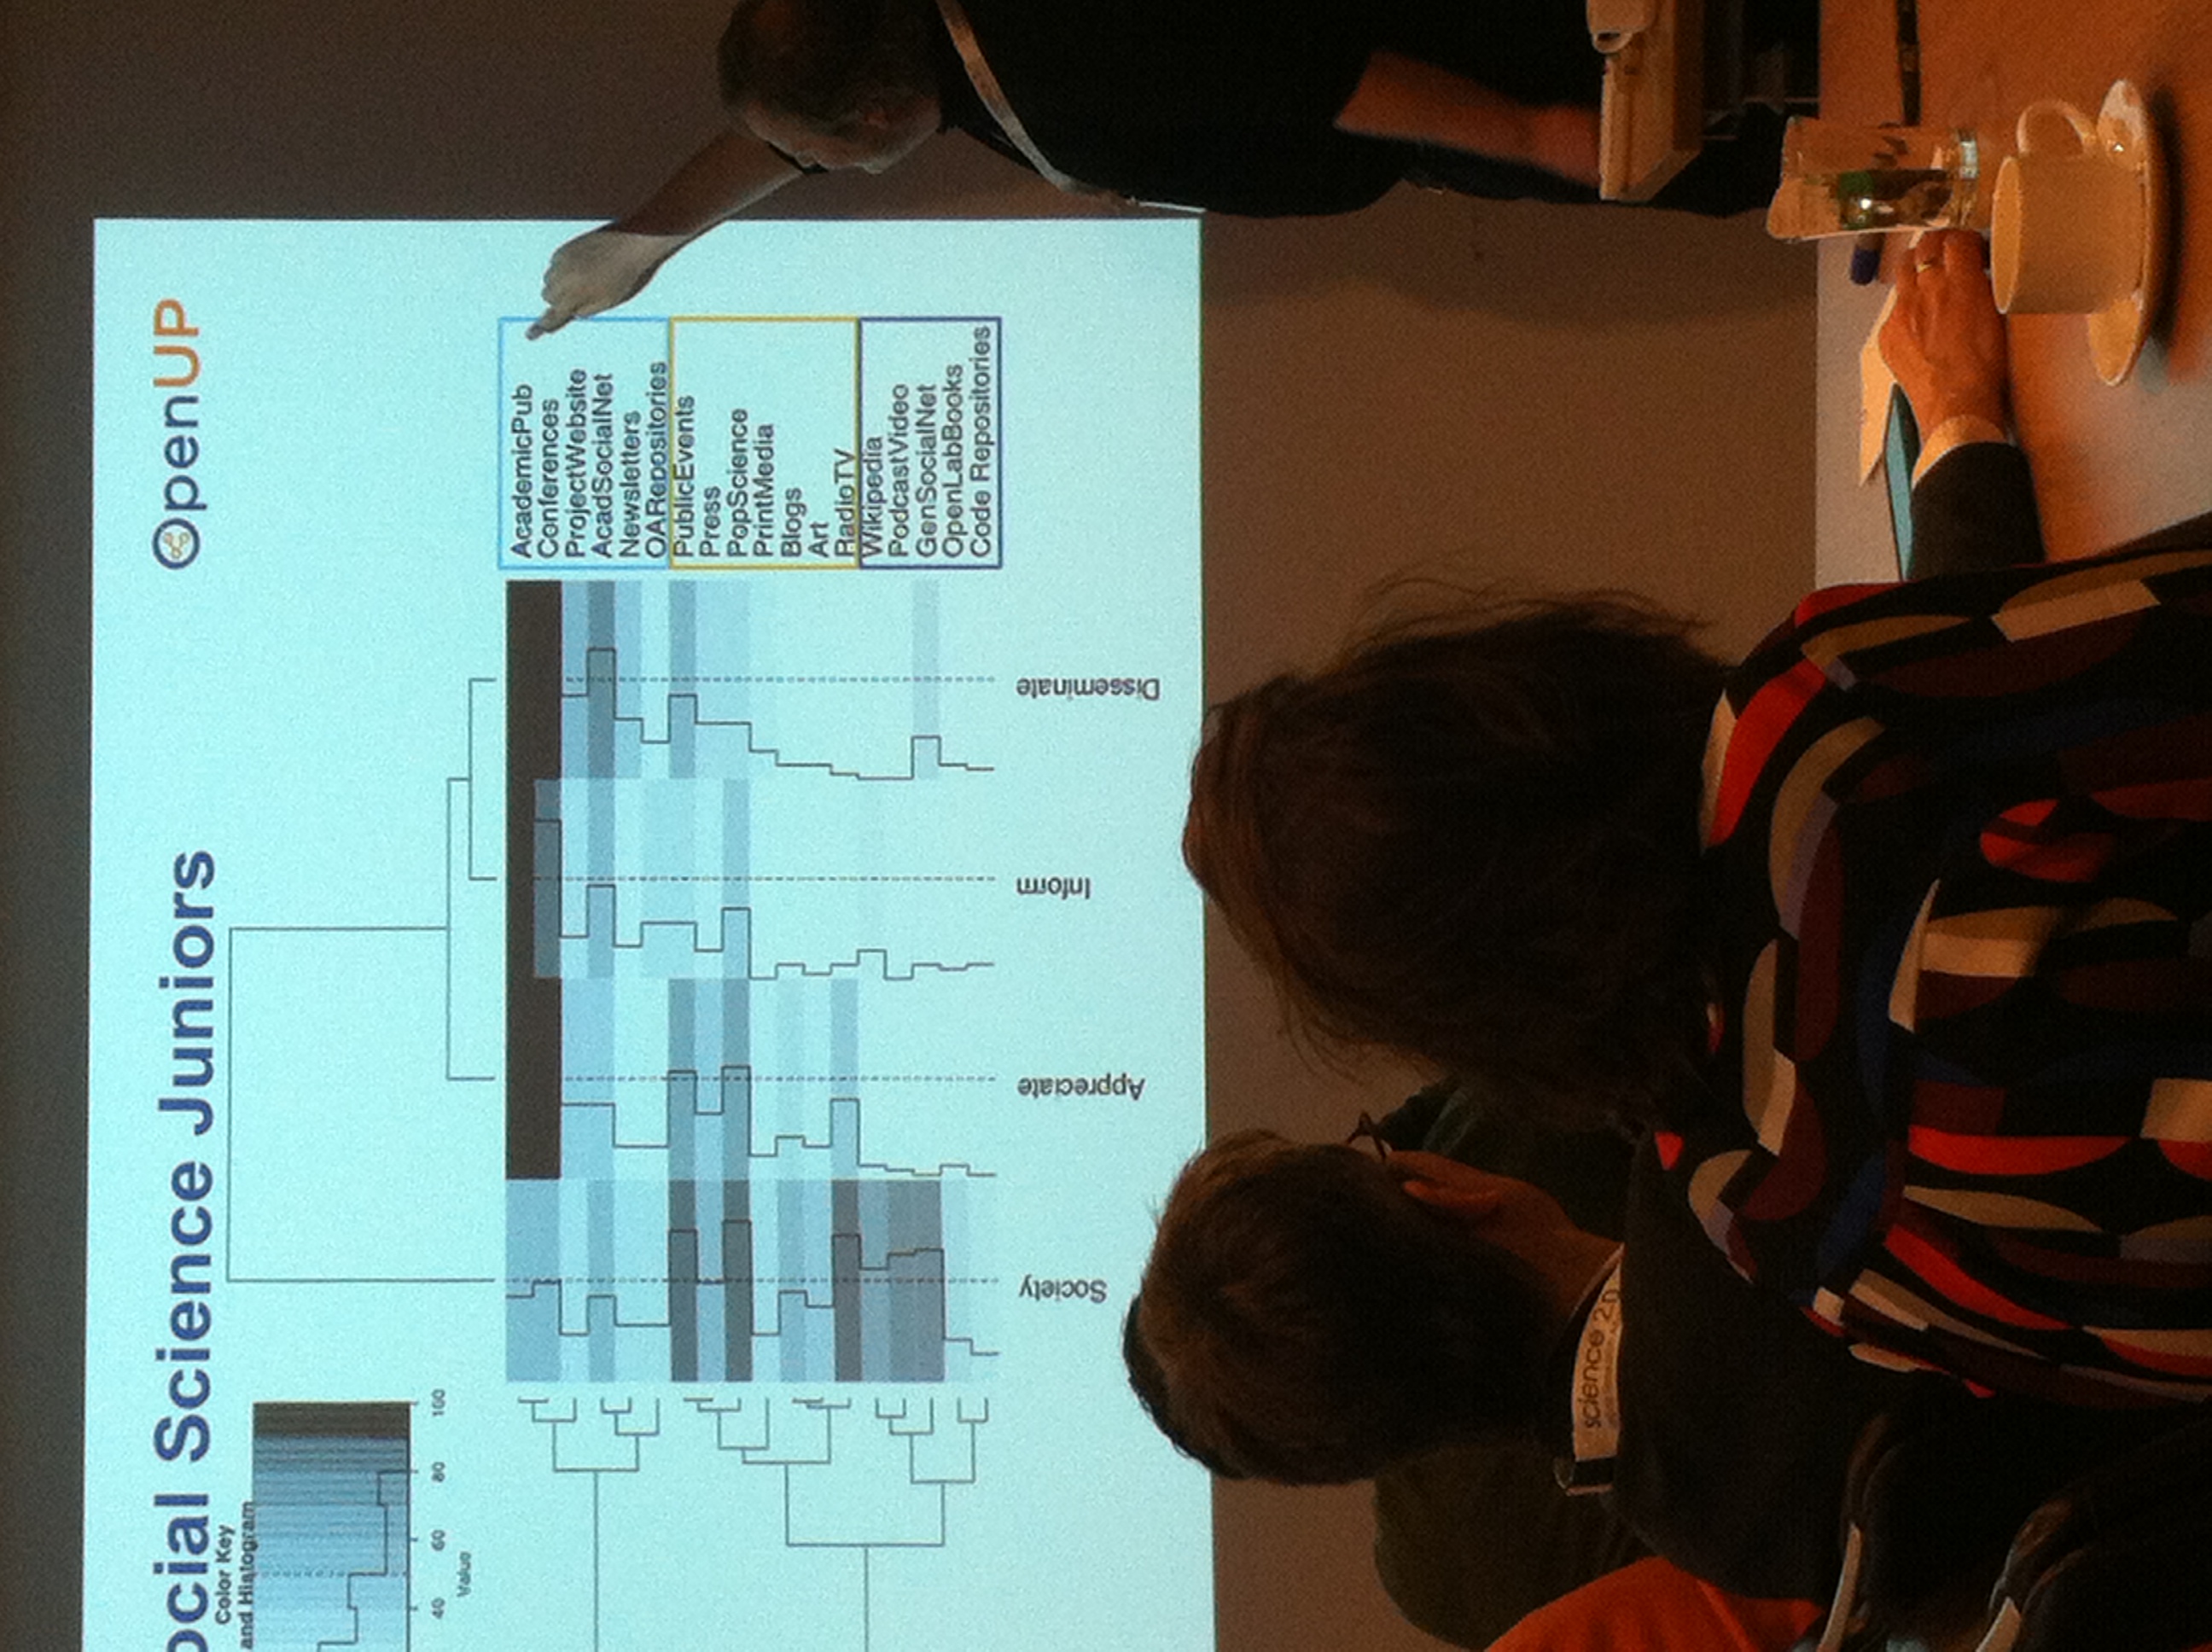 ocial Science Juniors
OpenUP
Color Key
and Histogram
40 60 80 100
Value
AcademicPub
Conferences
ProjectWebsite
AcadSocialNet
Newsletters
OARepositories
PublicEvents
Press
PopScience
PrintMedia
Blogs
Art
RadioTV
Wikipedia
PodcastVideo
GenSocialNet
OpenLabBooks
Code Repositories
Society
Appreciate
Inform
Disseminate
science 2.0